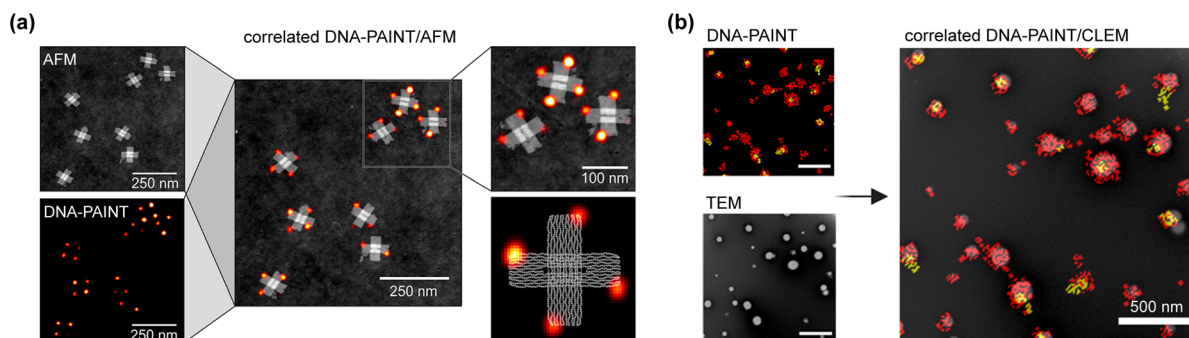 (a)
correlated DNA-PAINT/AFM
AFM
250 nm
DNA-PAINT
250 nm
250 nm
100 nm
(b)
DNA-PAINT
correlated DNA-PAINT/CLEM
TEM
500 nm